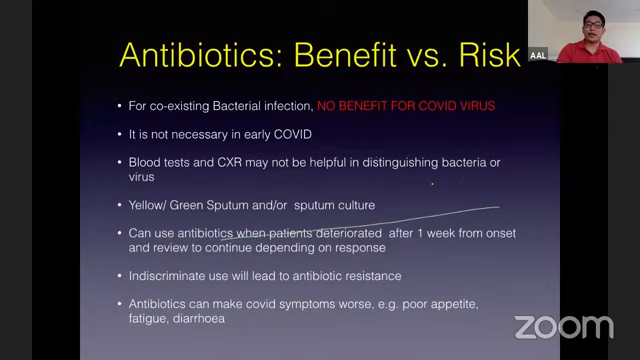 Antibiotics: Benefit vs. Risk
AAL
• For co-existing Bacterial infection, NO BENEFIT FOR COVID VIRUS
• It is not necessary in early COVID
• Blood tests and CXR may not be helpful in distinguishing bacteria or
virus
• Yellow/ Green Sputum and/or sputum culture
• Can use antibiotics when patients deteriorated after 1 week from onset
and review to continue depending on response
• Indiscriminate use will lead to antibiotic resistance
• Antibiotics can make covid symptoms worse, e.g. poor appetite,
fatigue, diarrhoea
zoom